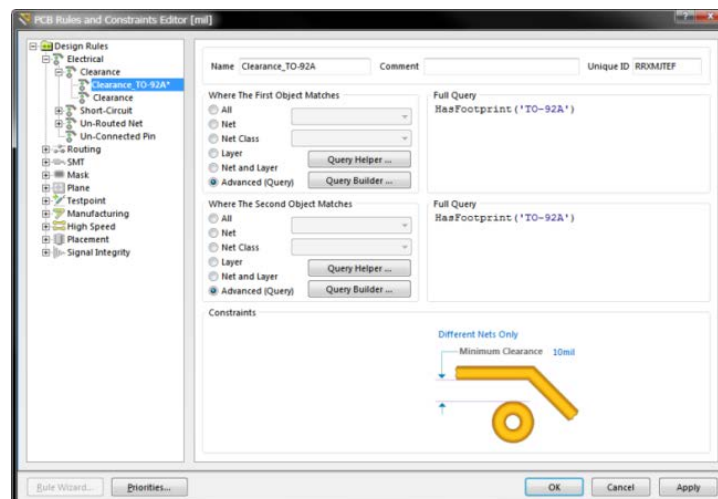 PCB Rules and Constraints Editor [mil]
Design Rules
Electrical
Clearance
Clearance_TO-92A*
Clearance
Short-Circuit
Un-Routed Net
Un-Connected Pin
Routing
SMT
Mask
Plane
Testpoint
Manufacturing
High Speed
Placement
Signal Integrity
Name Clearance_TO-92A Comment Unique ID RRXMJTEF
Where The First Object Matches
All
Net
Net Class
Layer
Net and Layer
Advanced (Query)
Query Helper ...
Query Builder ...
Full Query
HasFootprint('TO-92A')
Where The Second Object Matches
All
Net
Net Class
Layer
Net and Layer
Advanced (Query)
Query Helper ...
Query Builder ...
Full Query
HasFootprint('TO-92A')
Constraints
Different Nets Only
Minimum Clearance 10mil
Rule Wizard... Priorities... OK Cancel Apply